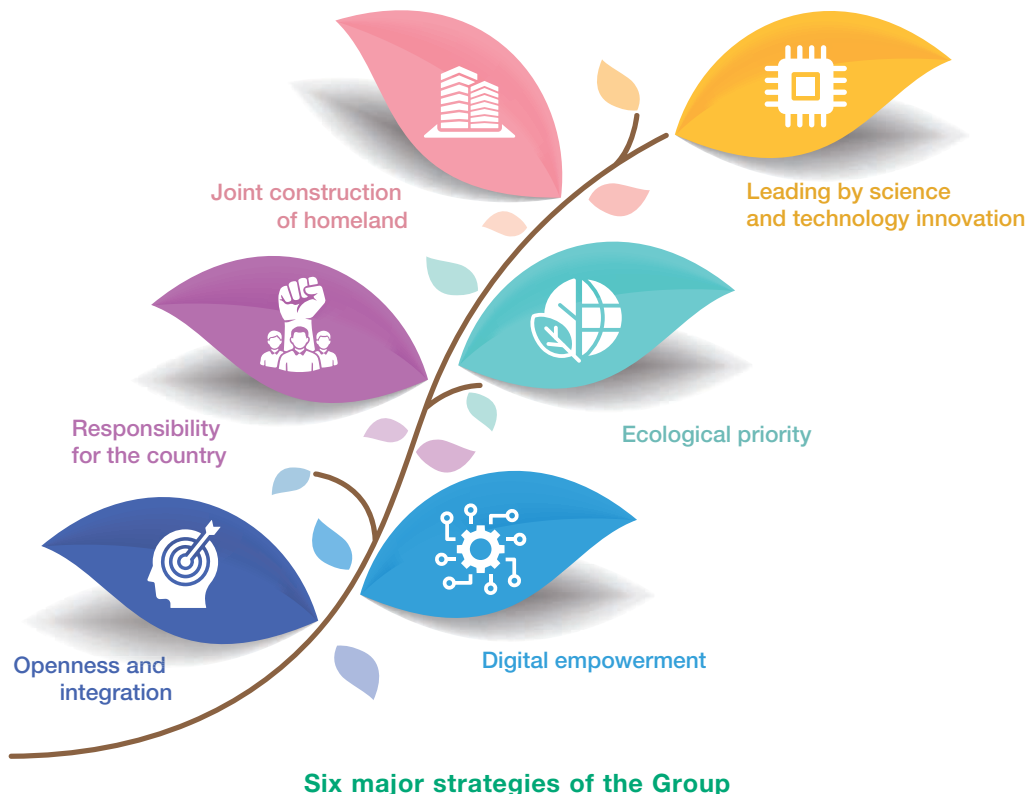 Joint construction
of homeland
Leading by science
and technology innovation
Responsibility
for the country
Ecological priority
Openness and
integration
Digital empowerment
Six major strategies of the Group